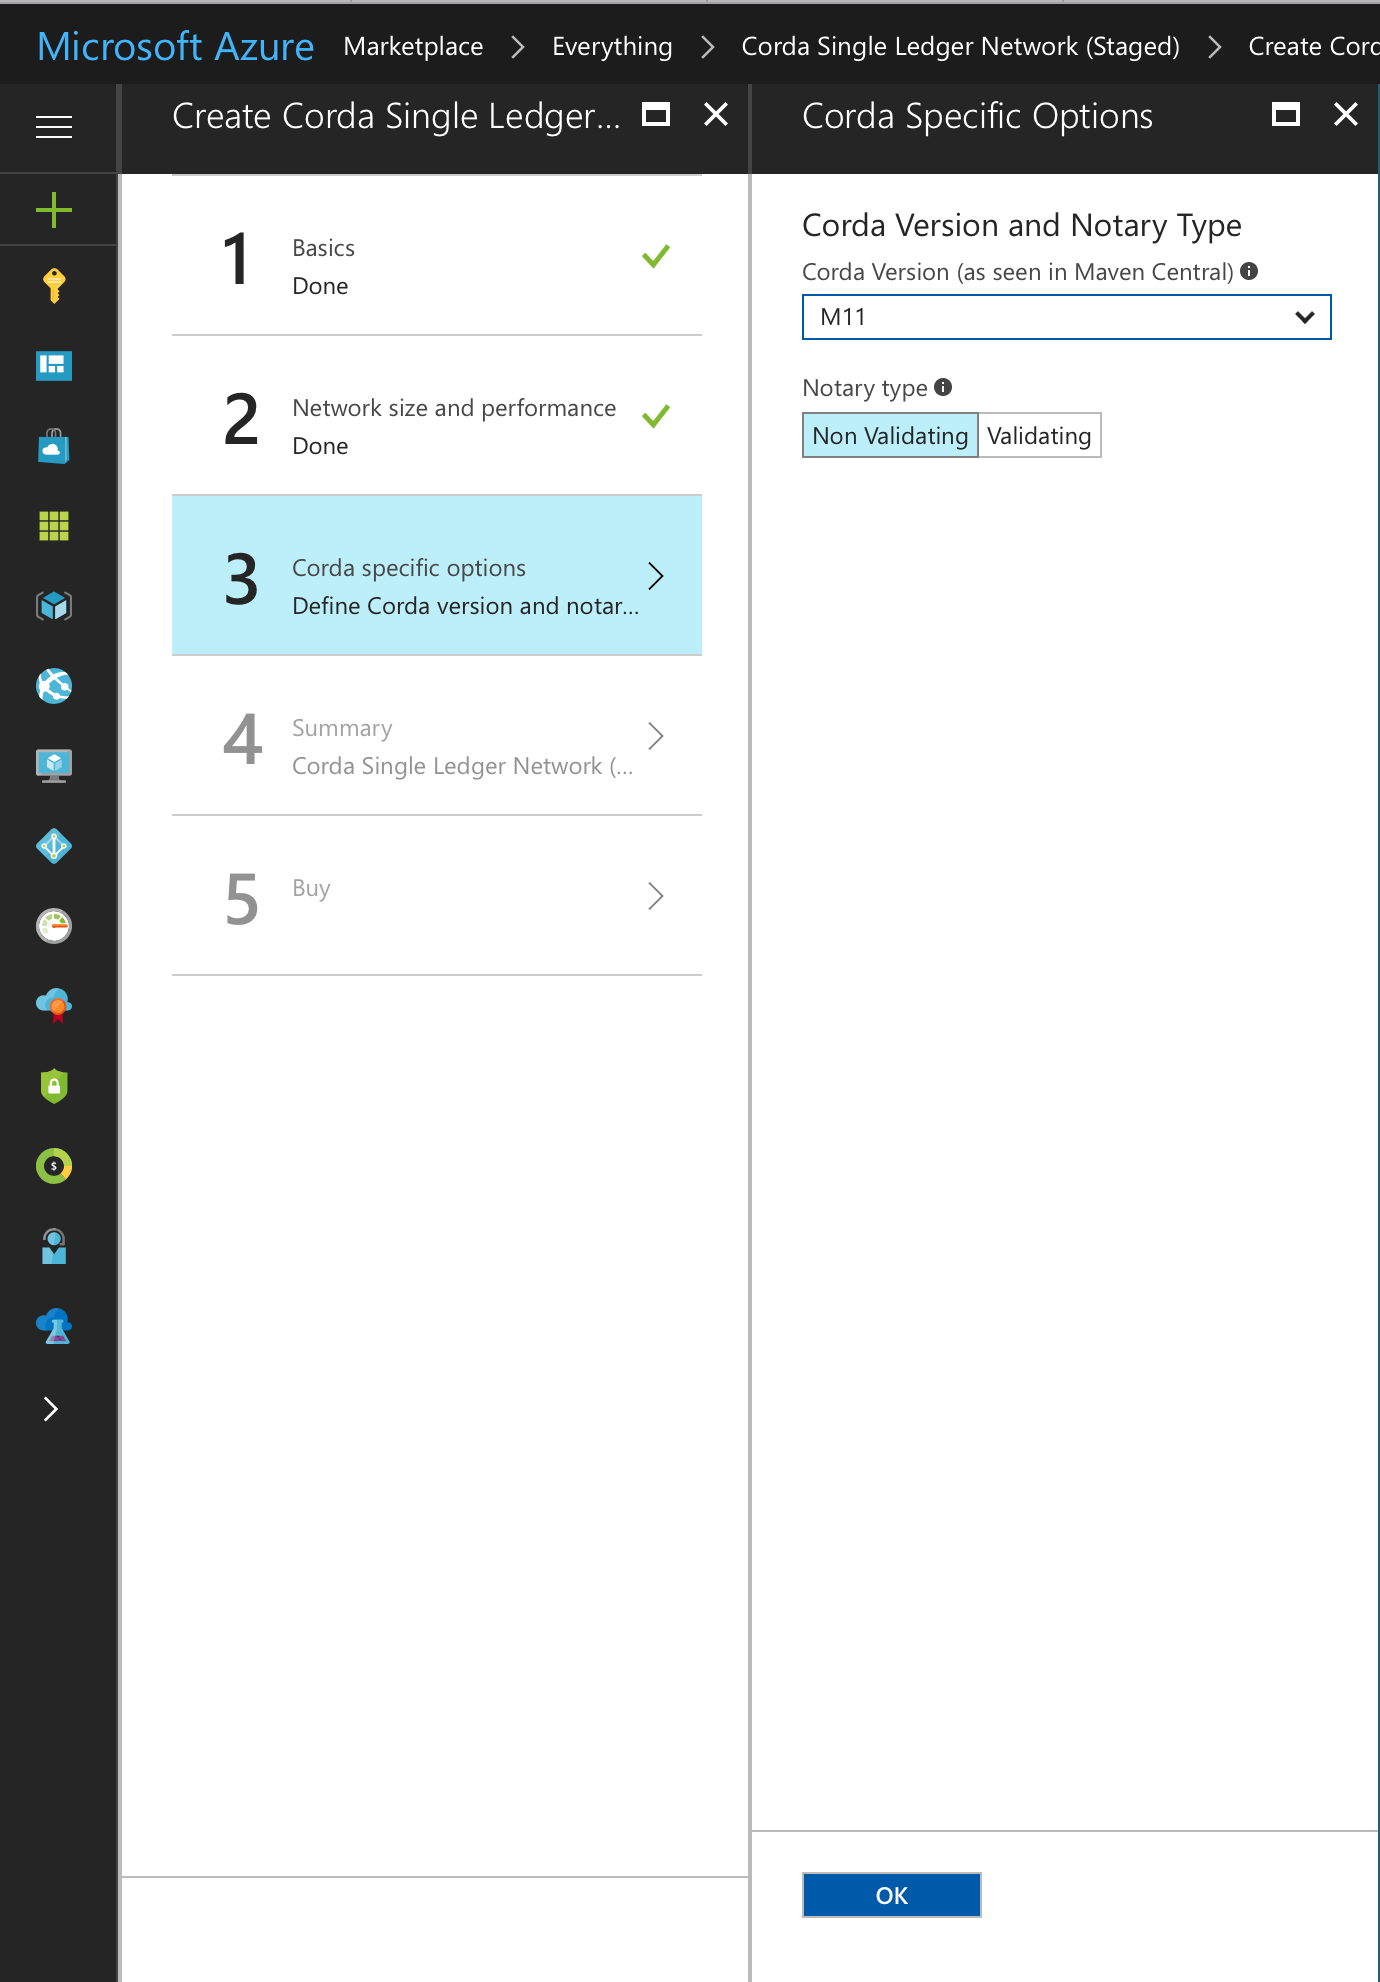 Microsoft Azure Marketplace > Everything > Corda Single Ledger Network (Staged) > Create Cord
Create Corda Single Ledger...
Corda Specific Options
1
Basics
Done
2
Network size and performance
Done
3
Corda specific options
Define Corda version and notar...
4
Summary
Corda Single Ledger Network (...
5
Buy
Corda Version and Notary Type
Corda Version (as seen in Maven Central)
M11
Notary type
Non Validating Validating
OK